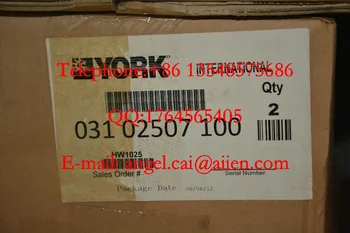 YORK INTERNATIONAL
Telephone:+86 18646575686
Qty
QQ:1764565405
031 02507 100
2
HW1025
E-mail:angel.cai@aiien.com
Sales Order #
Serial Number
Package Date